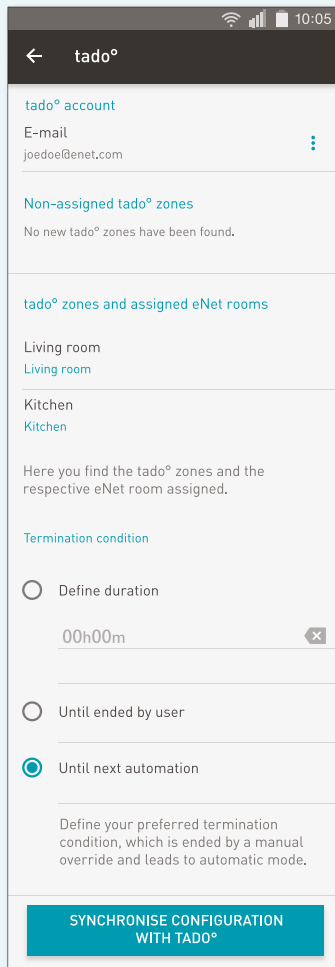 10:05
tado°
tado° account
E-mail
joedoe@enet.com
Non-assigned tado° zones
No new tado° zones have been found.
tado° zones and assigned eNet rooms
Living room
Living room
Kitchen
Kitchen
Here you find the tado° zones and the
respective eNet room assigned.
Termination condition
Define duration
00h00m
Until ended by user
Until next automation
Define your preferred termination
condition, which is ended by a manual
override and leads to automatic mode.
SYNCHRONISE CONFIGURATION
WITH TADO°